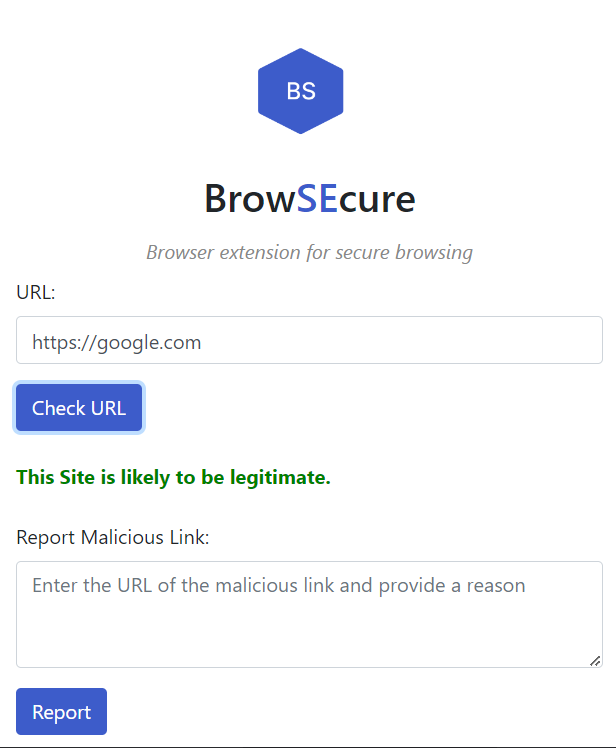 BS
BrowSEcure
Browser extension for secure browsing
URL:
https://google.com
Check URL
This Site is likely to be legitimate.
Report Malicious Link:
Enter the URL of the malicious link and provide a reason
Report